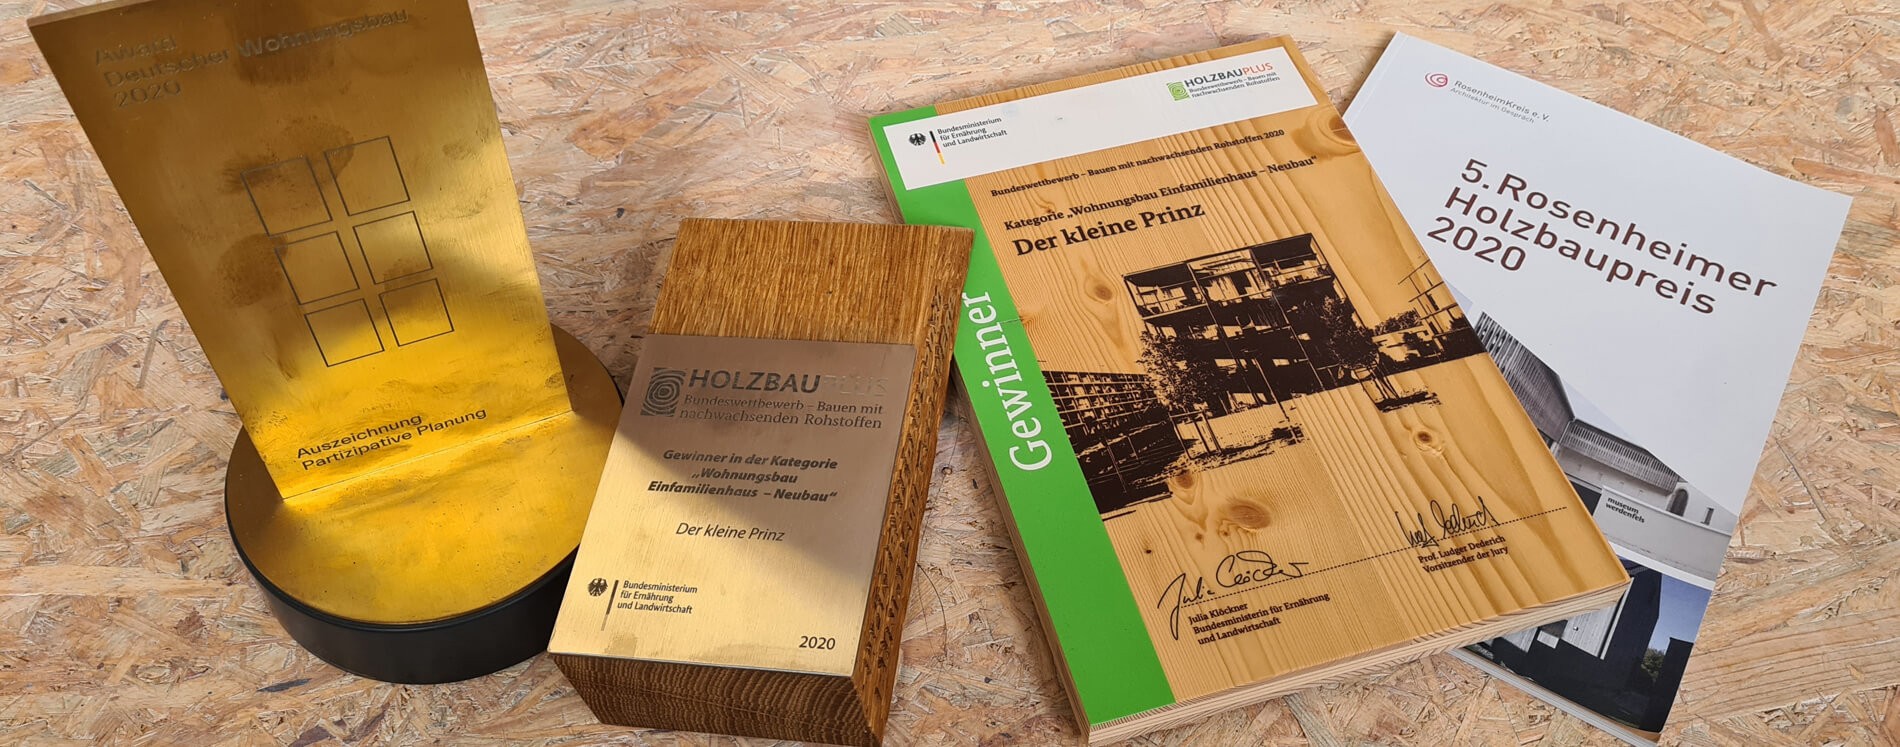 Award
Deutscher Wohnungsbau
2020
Auszeichnung
Partizipative Planung
HOLZBAUPLUS
Bundeswettbewerb – Bauen mit
nachwachsenden Rohstoffen
Gewinner in der Kategorie
„Wohnungsbau
Einfamilienhaus – Neubau“
Der kleine Prinz
Bundesministerium
für Ernährung
und Landwirtschaft
2020
Bundesministerium
für Ernährung
und Landwirtschaft
HOLZBAUPLUS
Bundeswettbewerb – Bauen mit
nachwachsenden Rohstoffen
Bundeswettbewerb – Bauen mit nachwachsenden Rohstoffen 2020
Kategorie „Wohnungsbau Einfamilienhaus – Neubau“
Der kleine Prinz
Gewinner
Julia Klöckner
Julia Klöckner
Bundesministerin für Ernährung
und Landwirtschaft
Prof. Ludger Dederich
Vorsitzender der Jury
RosenheimKreis e. V.
Architektur im Gespräch
5. Rosenheimer
Holzbaupreis
2020
museum
werdenfels